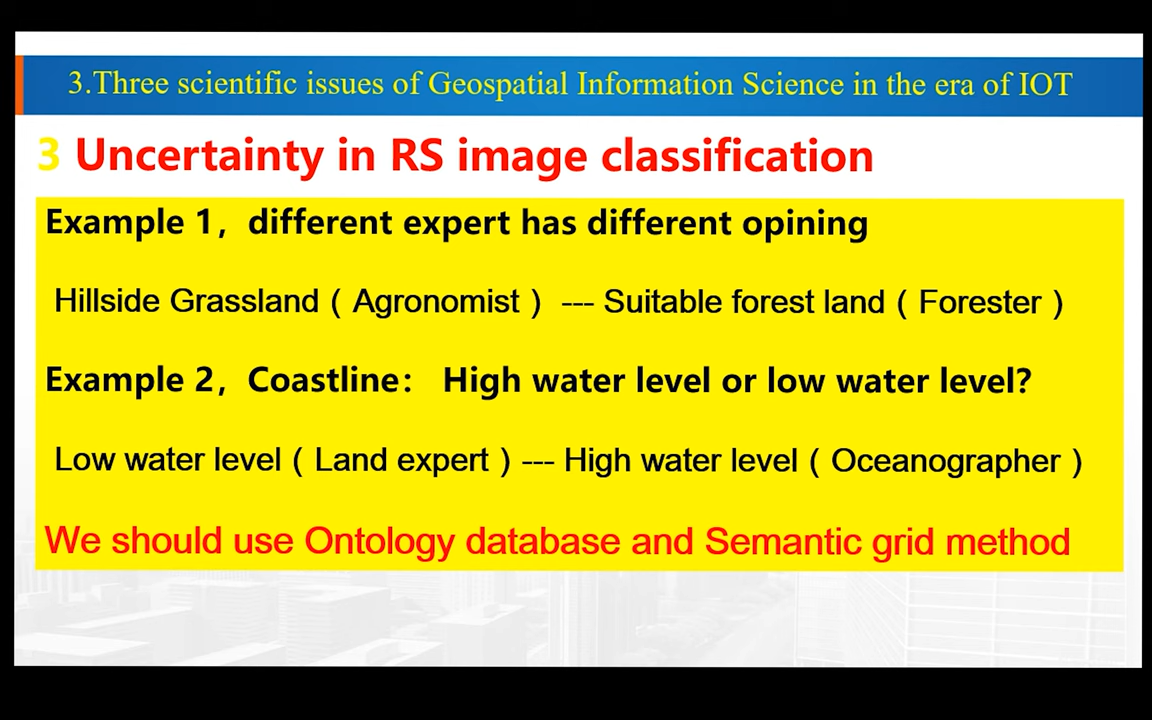 3.Three scientific issues of Geospatial Information Science in the era of IOT
3 Uncertainty in RS image classification
Example 1, different expert has different opining
Hillside Grassland ( Agronomist ) --- Suitable forest land ( Forester )
Example 2, Coastline: High water level or low water level?
Low water level ( Land expert ) --- High water level ( Oceanographer )
We should use Ontology database and Semantic grid method